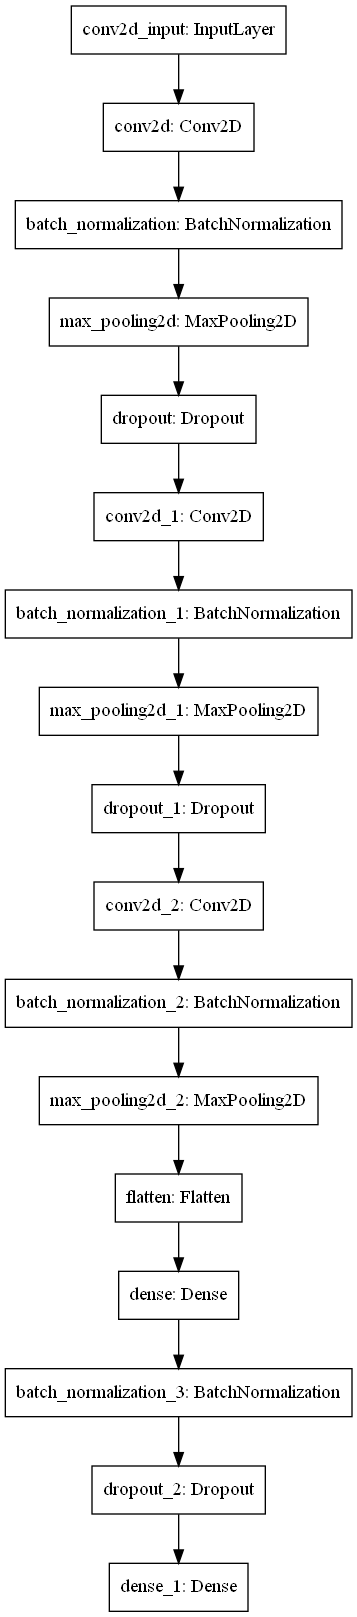 conv2d_input: InputLayer
conv2d: Conv2D
batch_normalization: BatchNormalization
max_pooling2d: MaxPooling2D
dropout: Dropout
conv2d_1: Conv2D
batch_normalization_1: BatchNormalization
max_pooling2d_1: MaxPooling2D
dropout_1: Dropout
conv2d_2: Conv2D
batch_normalization_2: BatchNormalization
max_pooling2d_2: MaxPooling2D
flatten: Flatten
dense: Dense
batch_normalization_3: BatchNormalization
dropout_2: Dropout
dense_1: Dense